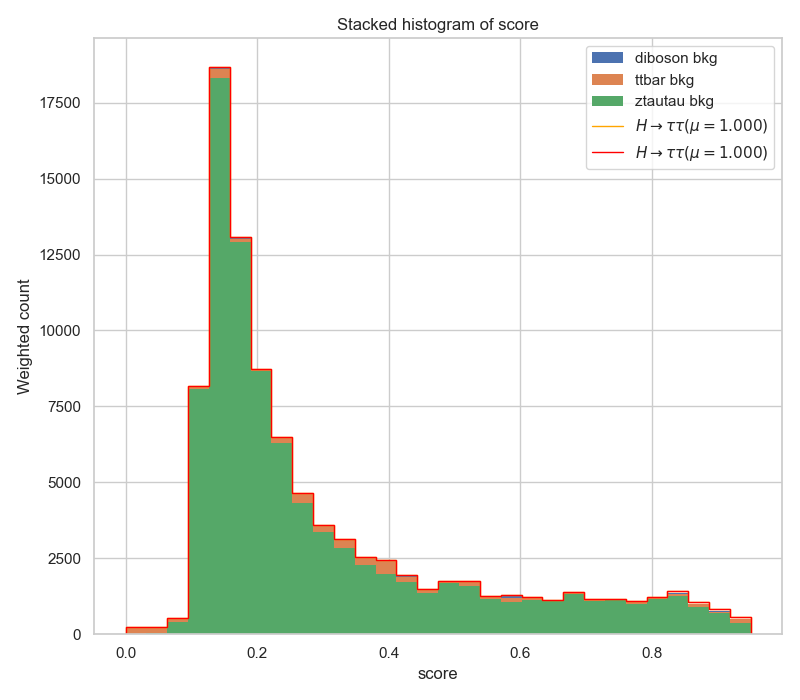 Stacked histogram of score
diboson bkg
ttbar bkg
ztautau bkg
H → ττ(μ = 1.000)
H → ττ(μ = 1.000)
17500
15000
12500
10000
7500
5000
2500
0
Weighted count
0.0 0.2 0.4 0.6 0.8
score